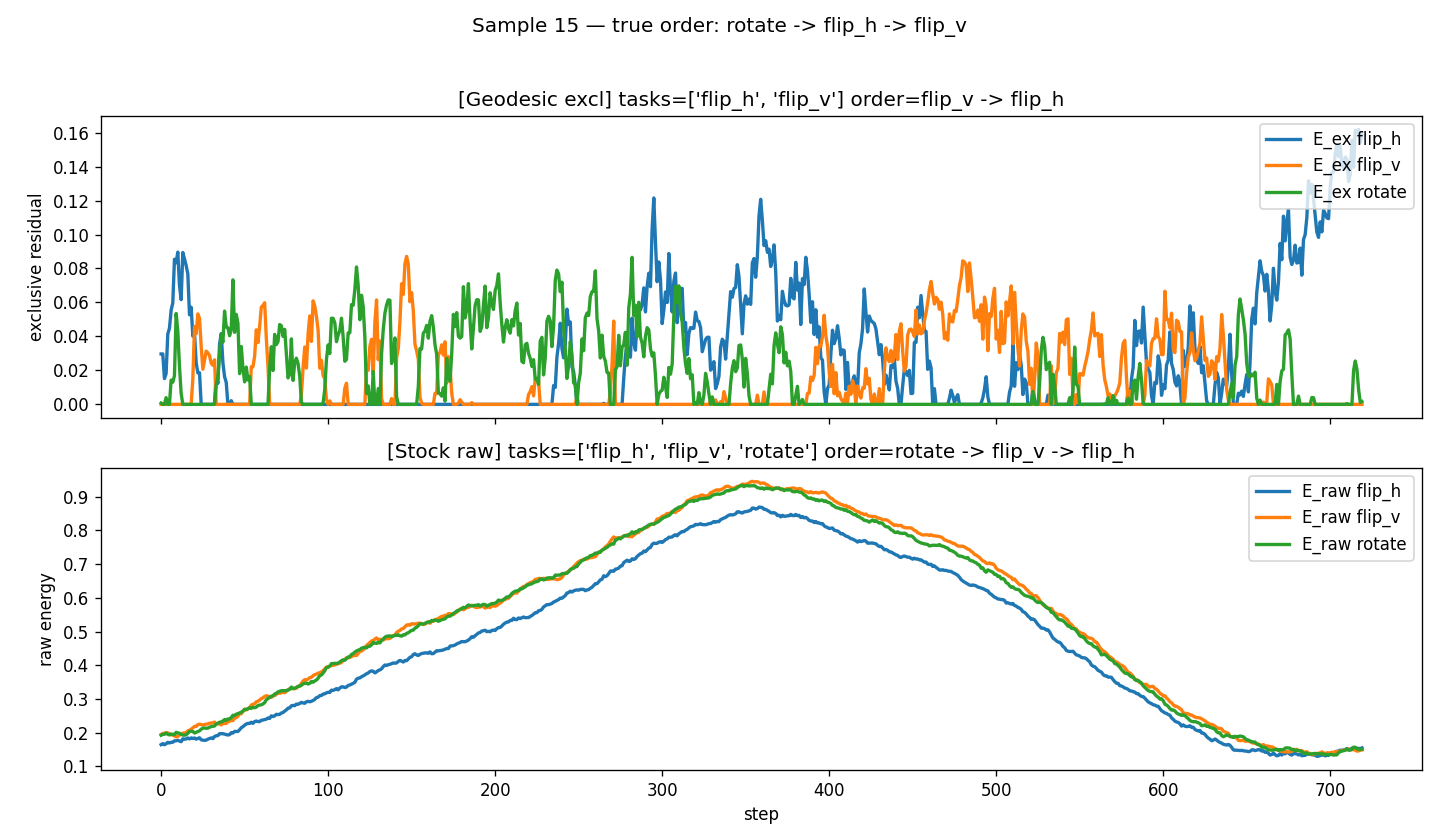 Sample 15 — true order: rotate -> flip_h -> flip_v
[Geodesic excl] tasks=['flip_h', 'flip_v'] order=flip_v -> flip_h
0.16
0.14
0.12
0.10
0.08
0.06
0.04
0.02
0.00
exclusive residual
E_ex flip_h
E_ex flip_v
E_ex rotate
[Stock raw] tasks=['flip_h', 'flip_v', 'rotate'] order=rotate -> flip_v -> flip_h
0.9
0.8
0.7
0.6
0.5
0.4
0.3
0.2
0.1
raw energy
E_raw flip_h
E_raw flip_v
E_raw rotate
0 100 200 300 400 500 600 700
step